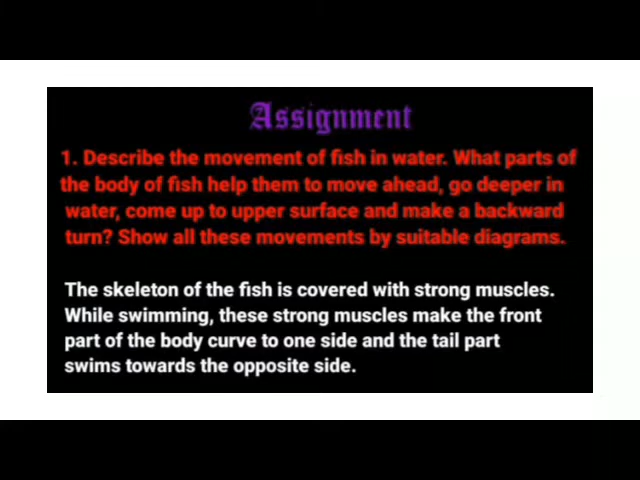 Assignment
1. Describe the movement of fish in water. What parts of
the body of fish help them to move ahead, go deeper in
water, come up to upper surface and make a backward
turn? Show all these movements by suitable diagrams.
The skeleton of the fish is covered with strong muscles.
While swimming, these strong muscles make the front
part of the body curve to one side and the tail part
swims towards the opposite side.